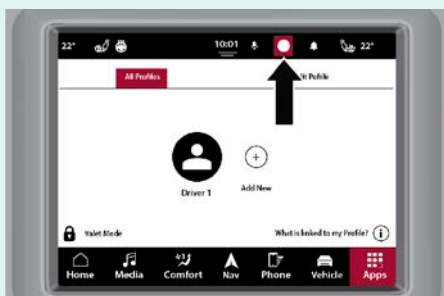 22° 10:01 22°
All Profiles
Driver 1
Add New
Valet Mode
What is linked to my Profile? i
Home Media Comfort Nav Phone Vehicle Apps